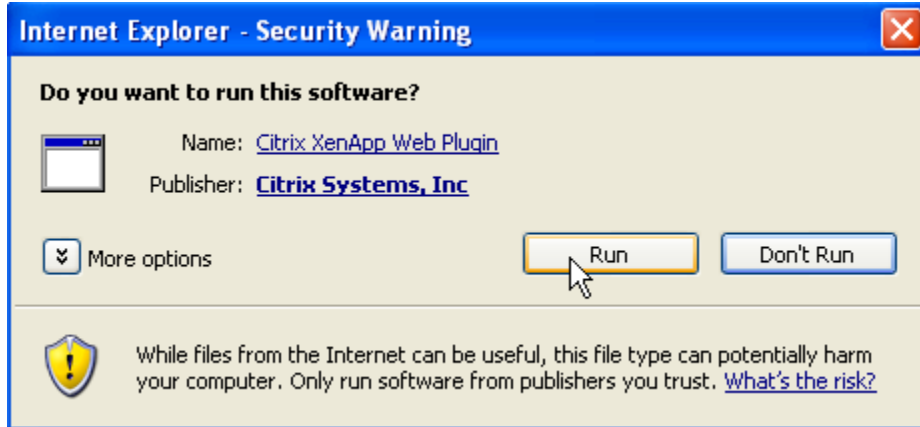 Internet Explorer - Security Warning
Do you want to run this software?
Name: Citrix XenApp Web Plugin
Publisher: Citrix Systems, Inc
More options Run Don't Run
While files from the Internet can be useful, this file type can potentially harm
your computer. Only run software from publishers you trust. What's the risk?